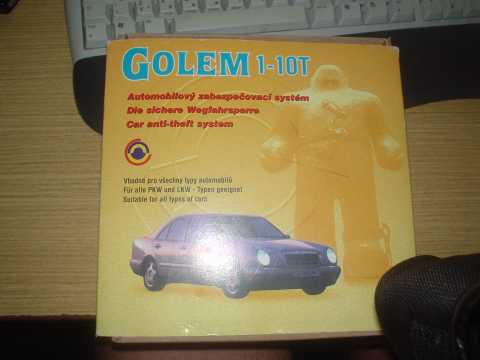 GOLEM 1-10T
Automobilový zabezpečovací systém
Die sichere Wegfahrsperre
Car anti-theft system
Vhodné pro všechny typy automobilů
Für alle PKW und LKW - Typen geeignet
Suitable for all types of cars